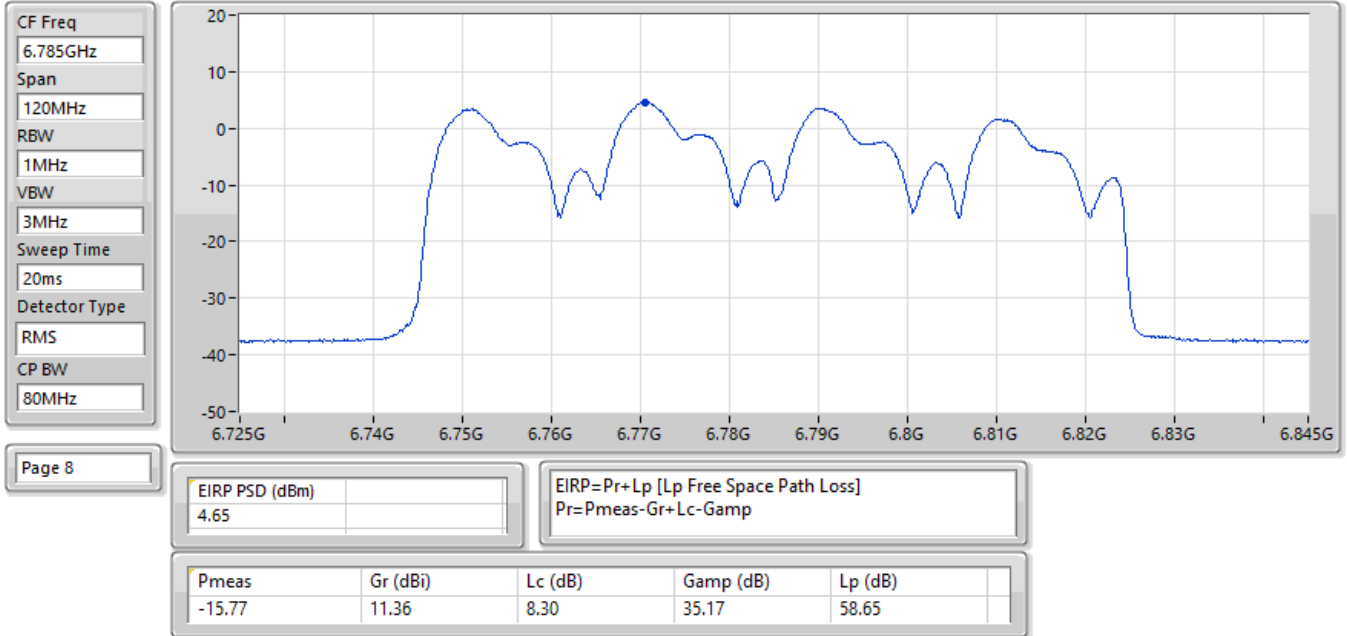 CF Freq
6.785GHz
Span
120MHz
RBW
1MHz
VBW
3MHz
Sweep Time
20ms
Detector Type
RMS
CP BW
80MHz
Page 8
20
10
0
-10
-20
-30
-40
-50
6.725G 6.74G 6.75G 6.76G 6.77G 6.78G 6.79G 6.8G 6.81G 6.82G 6.83G 6.845G
EIRP PSD (dBm)
4.65
EIRP=Pr+Lp [Lp Free Space Path Loss]
Pr=Pmeas-Gr+Lc-Gamp
Pmeas Gr (dBi) Lc (dB) Gamp (dB) Lp (dB)
-15.77 11.36 8.30 35.17 58.65